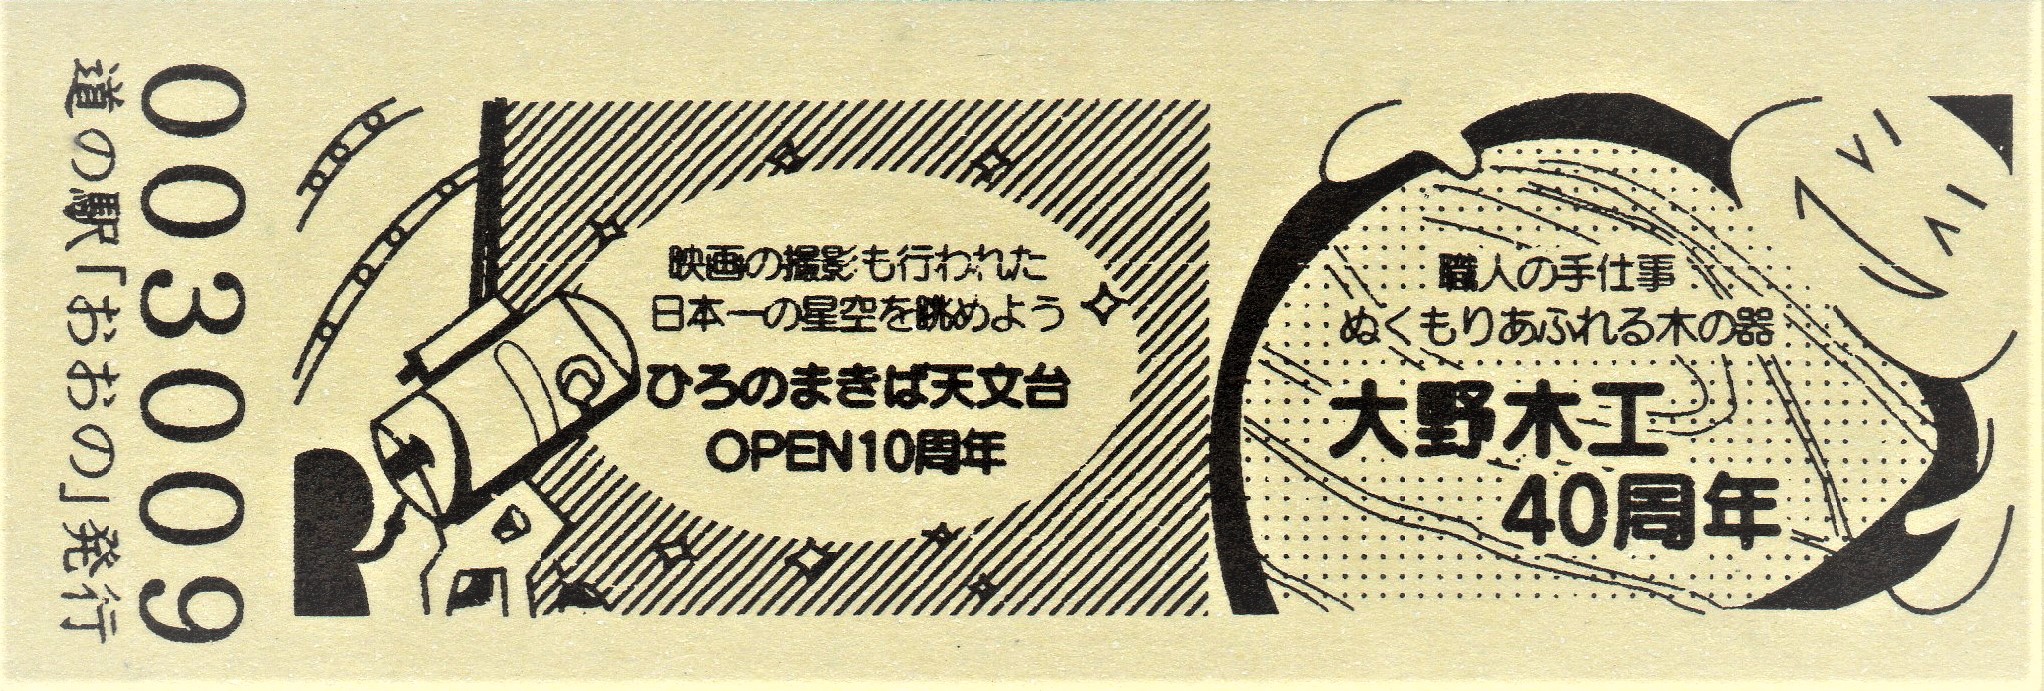 003009
道の駅「おおの」発行
映画の撮影も行われた
日本一の星空を眺めよう
ひろのまきば天文台
OPEN10周年
職人の手仕事
ぬくもりあふれる木の器
大野木工
40周年